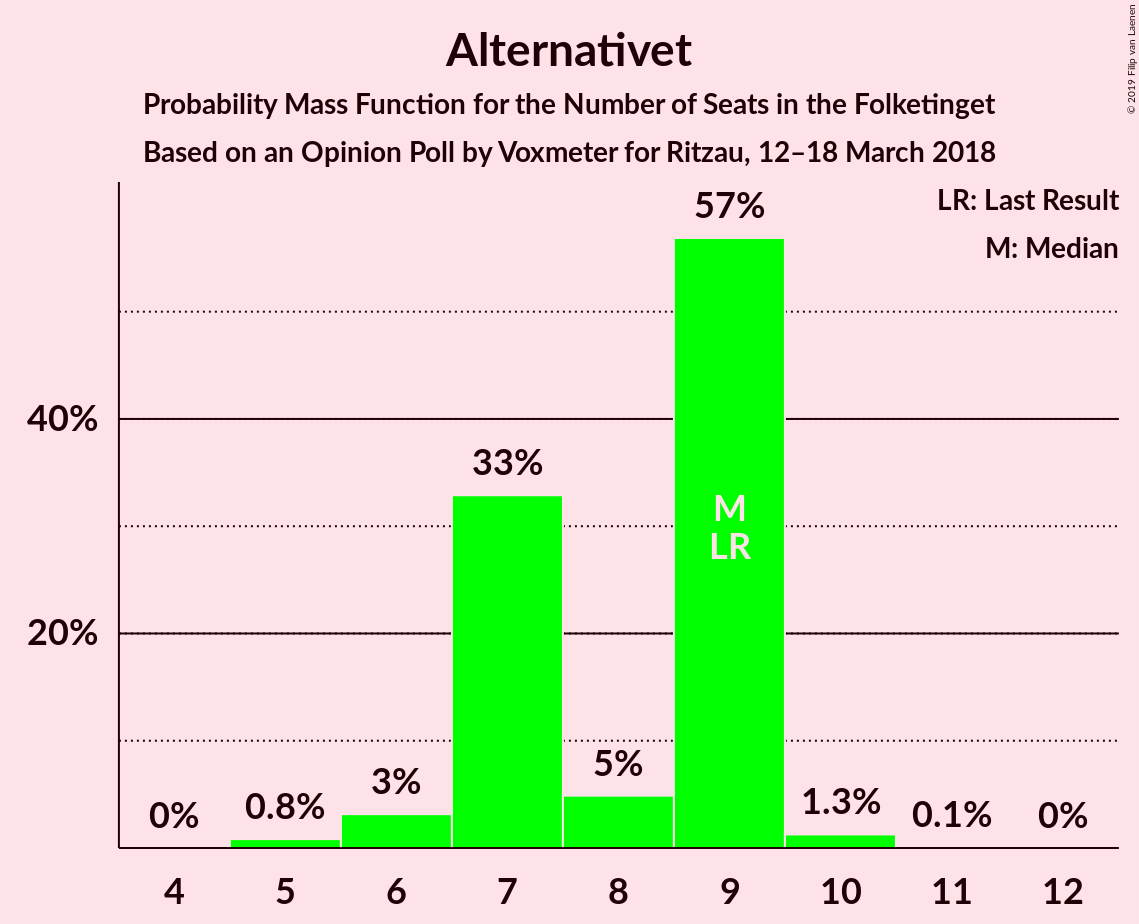 Alternativet
Probability Mass Function for the Number of Seats in the Folketinget
Based on an Opinion Poll by Voxmeter for Ritzau, 12–18 March 2018
© 2019 Filip van Laenen
LR: Last Result
M: Median
57%
40%
33%
M
LR
20%
5%
3%
1.3%
0.8%
0%
0.1%
0%
4 5 6 7 8 9 10 11 12